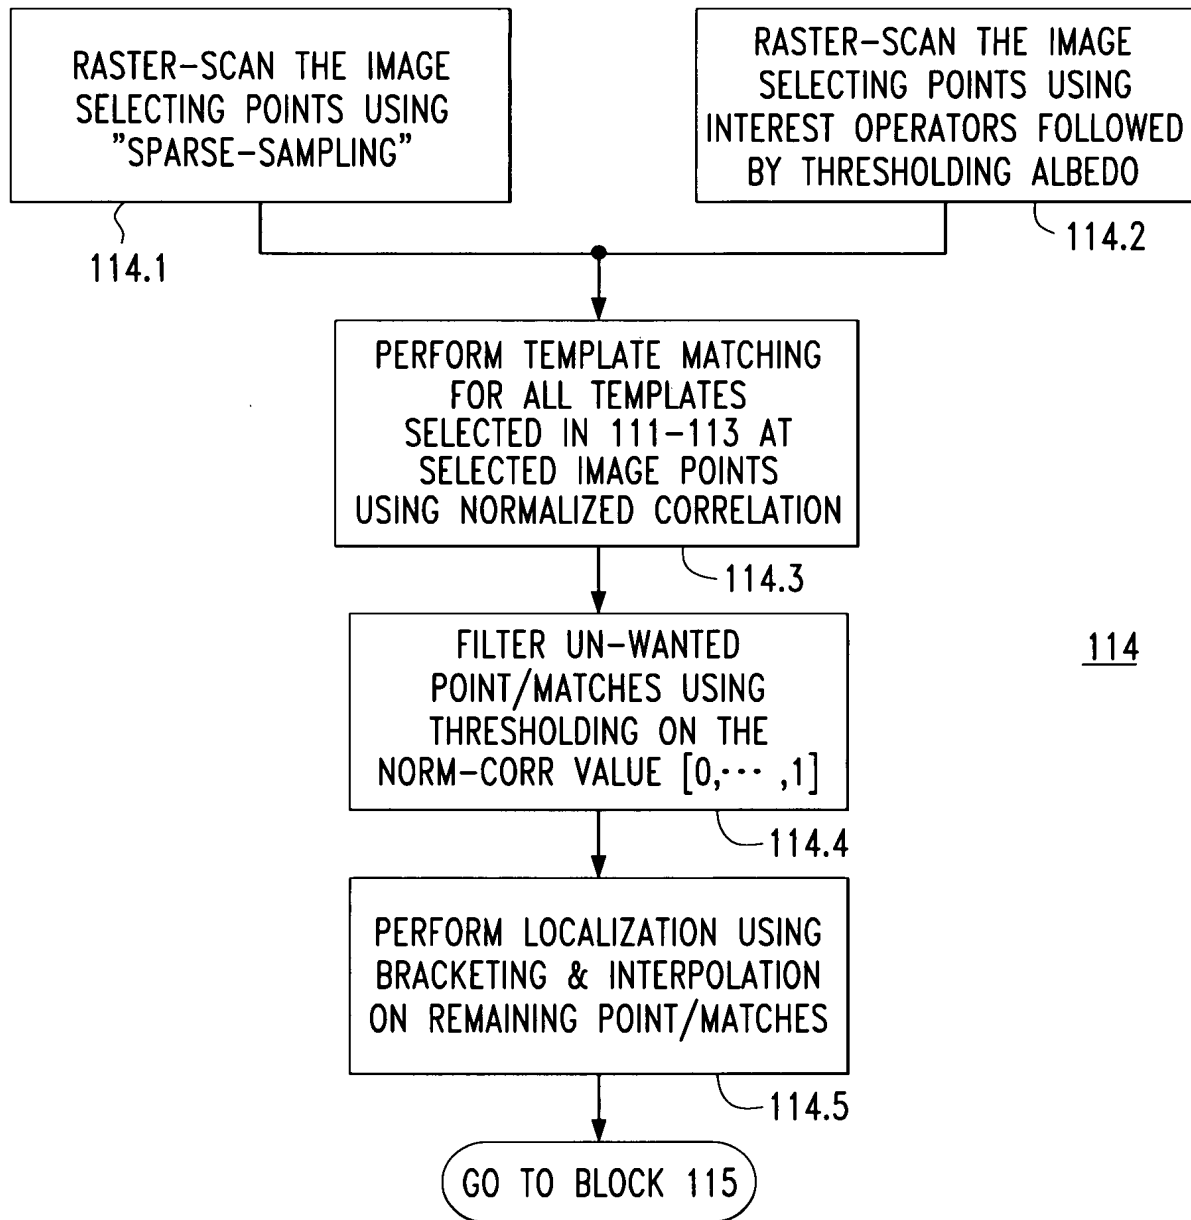 RASTER-SCAN THE IMAGE
SELECTING POINTS USING
"SPARSE-SAMPLING"
114.1
RASTER-SCAN THE IMAGE
SELECTING POINTS USING
INTEREST OPERATORS FOLLOWED
BY THRESHOLDING ALBEDO
114.2
PERFORM TEMPLATE MATCHING
FOR ALL TEMPLATES
SELECTED IN 111-113 AT
SELECTED IMAGE POINTS
USING NORMALIZED CORRELATION
114.3
FILTER UN-WANTED
POINT/MATCHES USING
THRESHOLDING ON THE
NORM-CORR VALUE [0,··· ,1]
114.4
114
PERFORM LOCALIZATION USING
BRACKETING & INTERPOLATION
ON REMAINING POINT/MATCHES
114.5
GO TO BLOCK 115